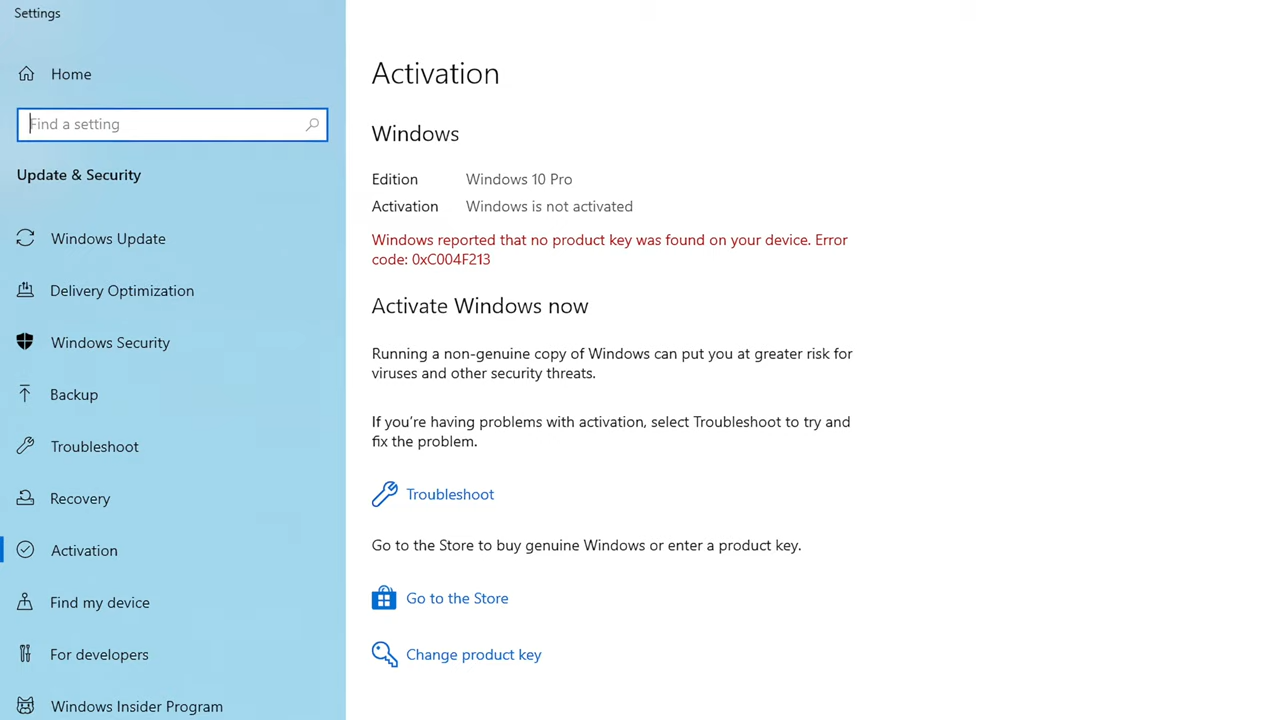 Settings
Home
Find a setting
Update & Security
Windows Update
Delivery Optimization
Windows Security
Backup
Troubleshoot
Recovery
Activation
Find my device
For developers
Windows Insider Program
Activation
Windows
Edition Windows 10 Pro
Activation Windows is not activated
Windows reported that no product key was found on your device. Error
code: 0xC004F213
Activate Windows now
Running a non-genuine copy of Windows can put you at greater risk for
viruses and other security threats.
If you're having problems with activation, select Troubleshoot to try and
fix the problem.
Troubleshoot
Go to the Store to buy genuine Windows or enter a product key.
Go to the Store
Change product key